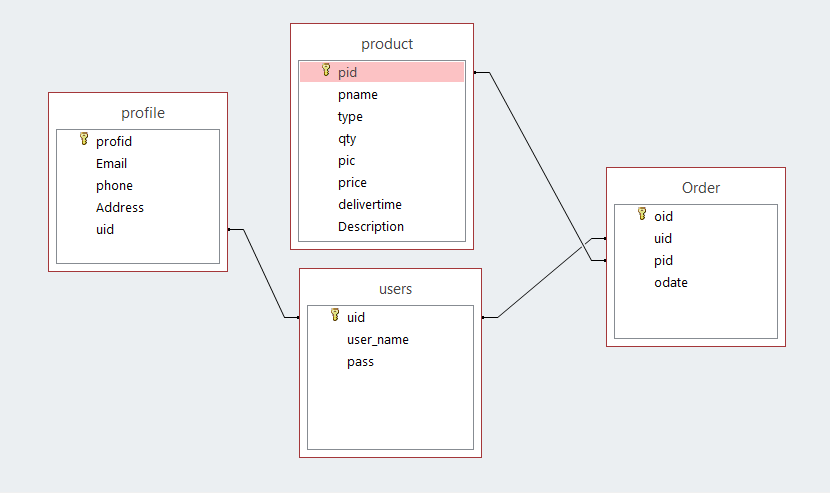 profile
profid
Email
phone
Address
uid
product
pid
pname
type
qty
pic
price
delivertime
Description
users
uid
user_name
pass
Order
oid
uid
pid
odate